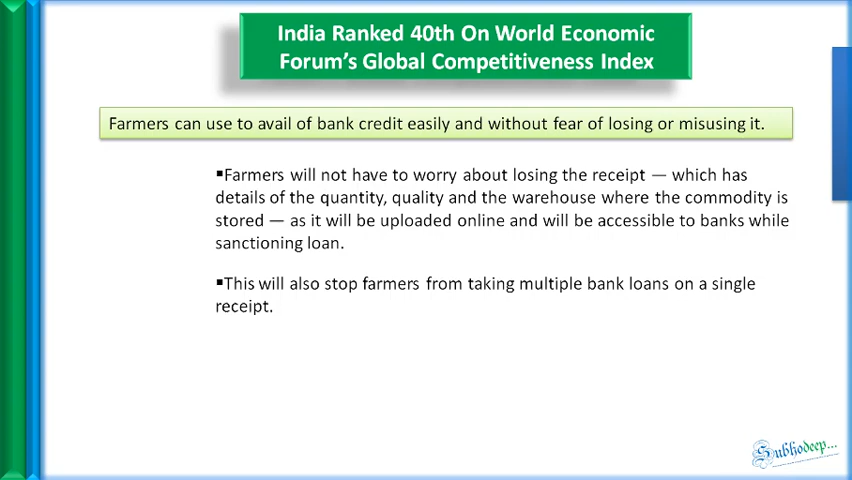 India Ranked 40th On World Economic
Forum's Global Competitiveness Index
Farmers can use to avail of bank credit easily and without fear of losing or misusing it.
▪Farmers will not have to worry about losing the receipt — which has
details of the quantity, quality and the warehouse where the commodity is
stored — as it will be uploaded online and will be accessible to banks while
sanctioning loan.
▪This will also stop farmers from taking multiple bank loans on a single
receipt.
Subhodeep...